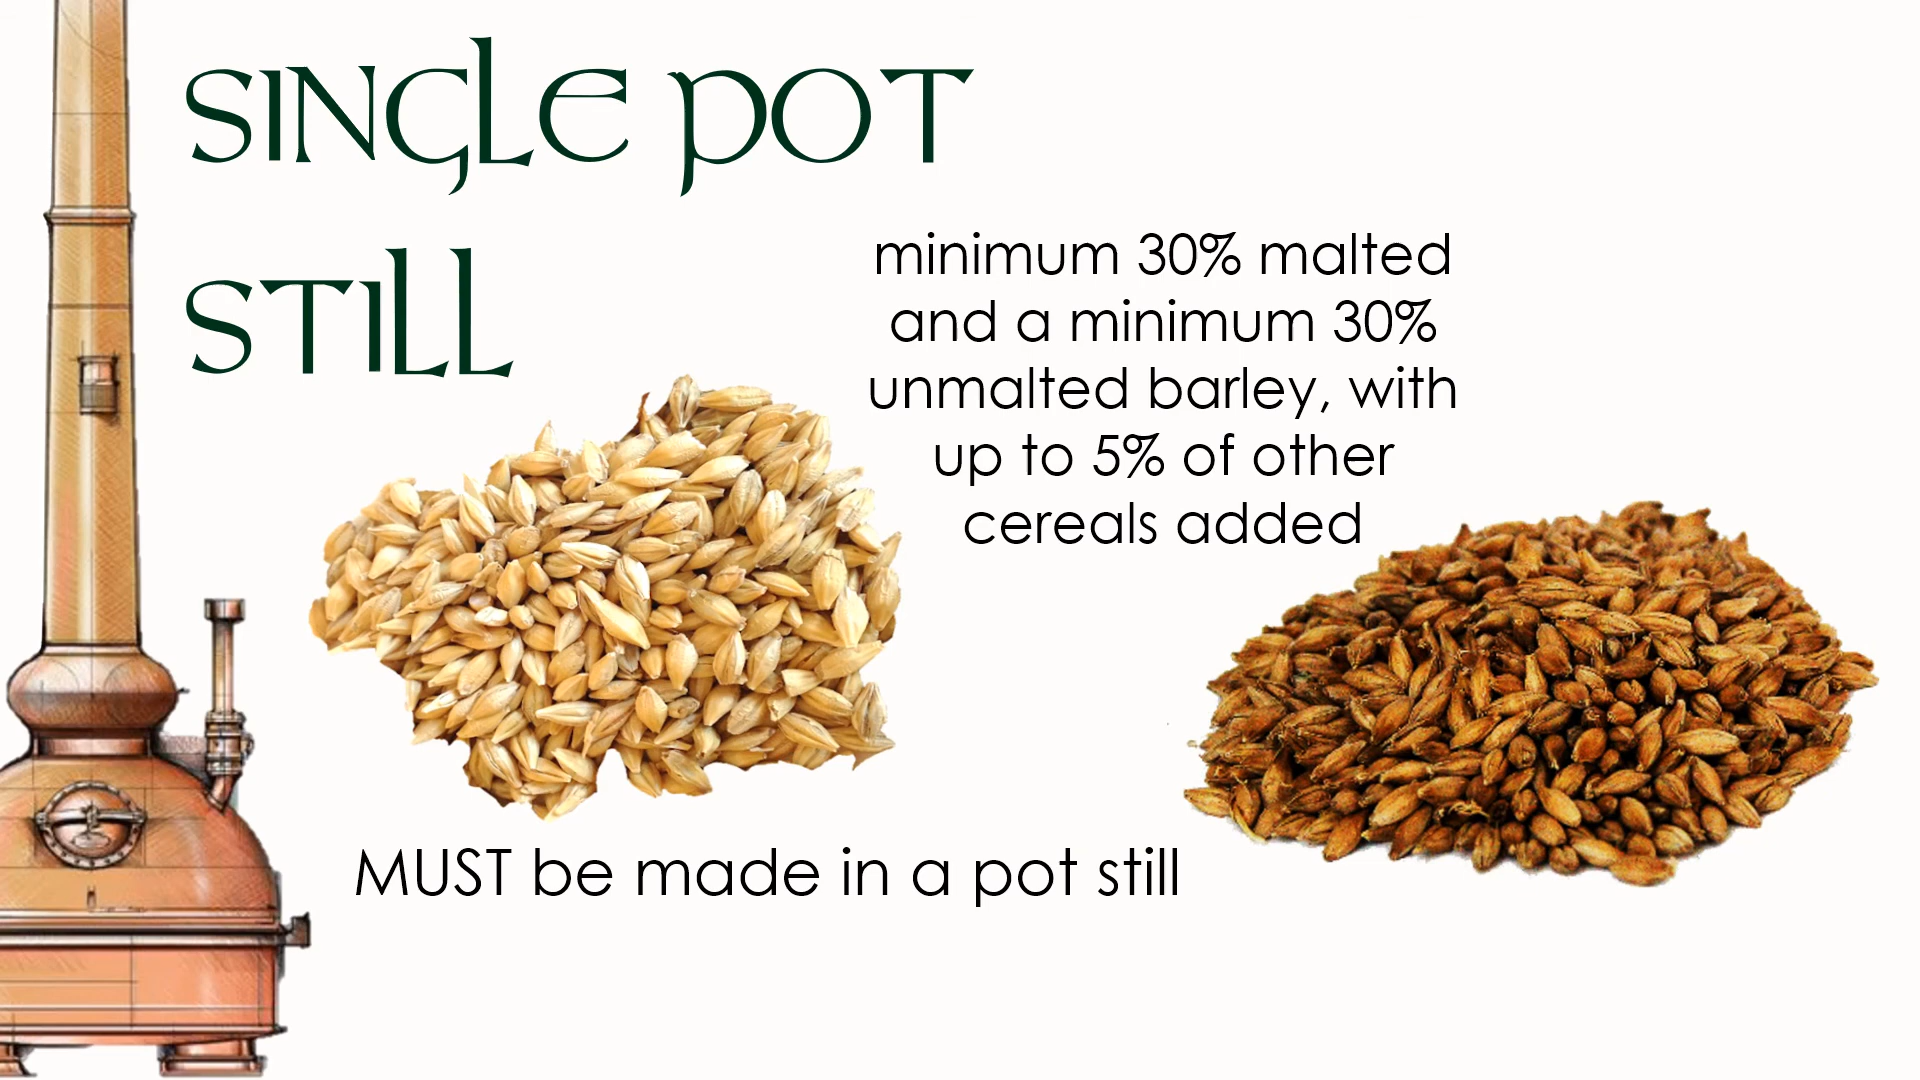 SINGLE POT
STILL
minimum 30% malted
and a minimum 30%
unmalted barley, with
up to 5% of other
cereals added
MUST be made in a pot still